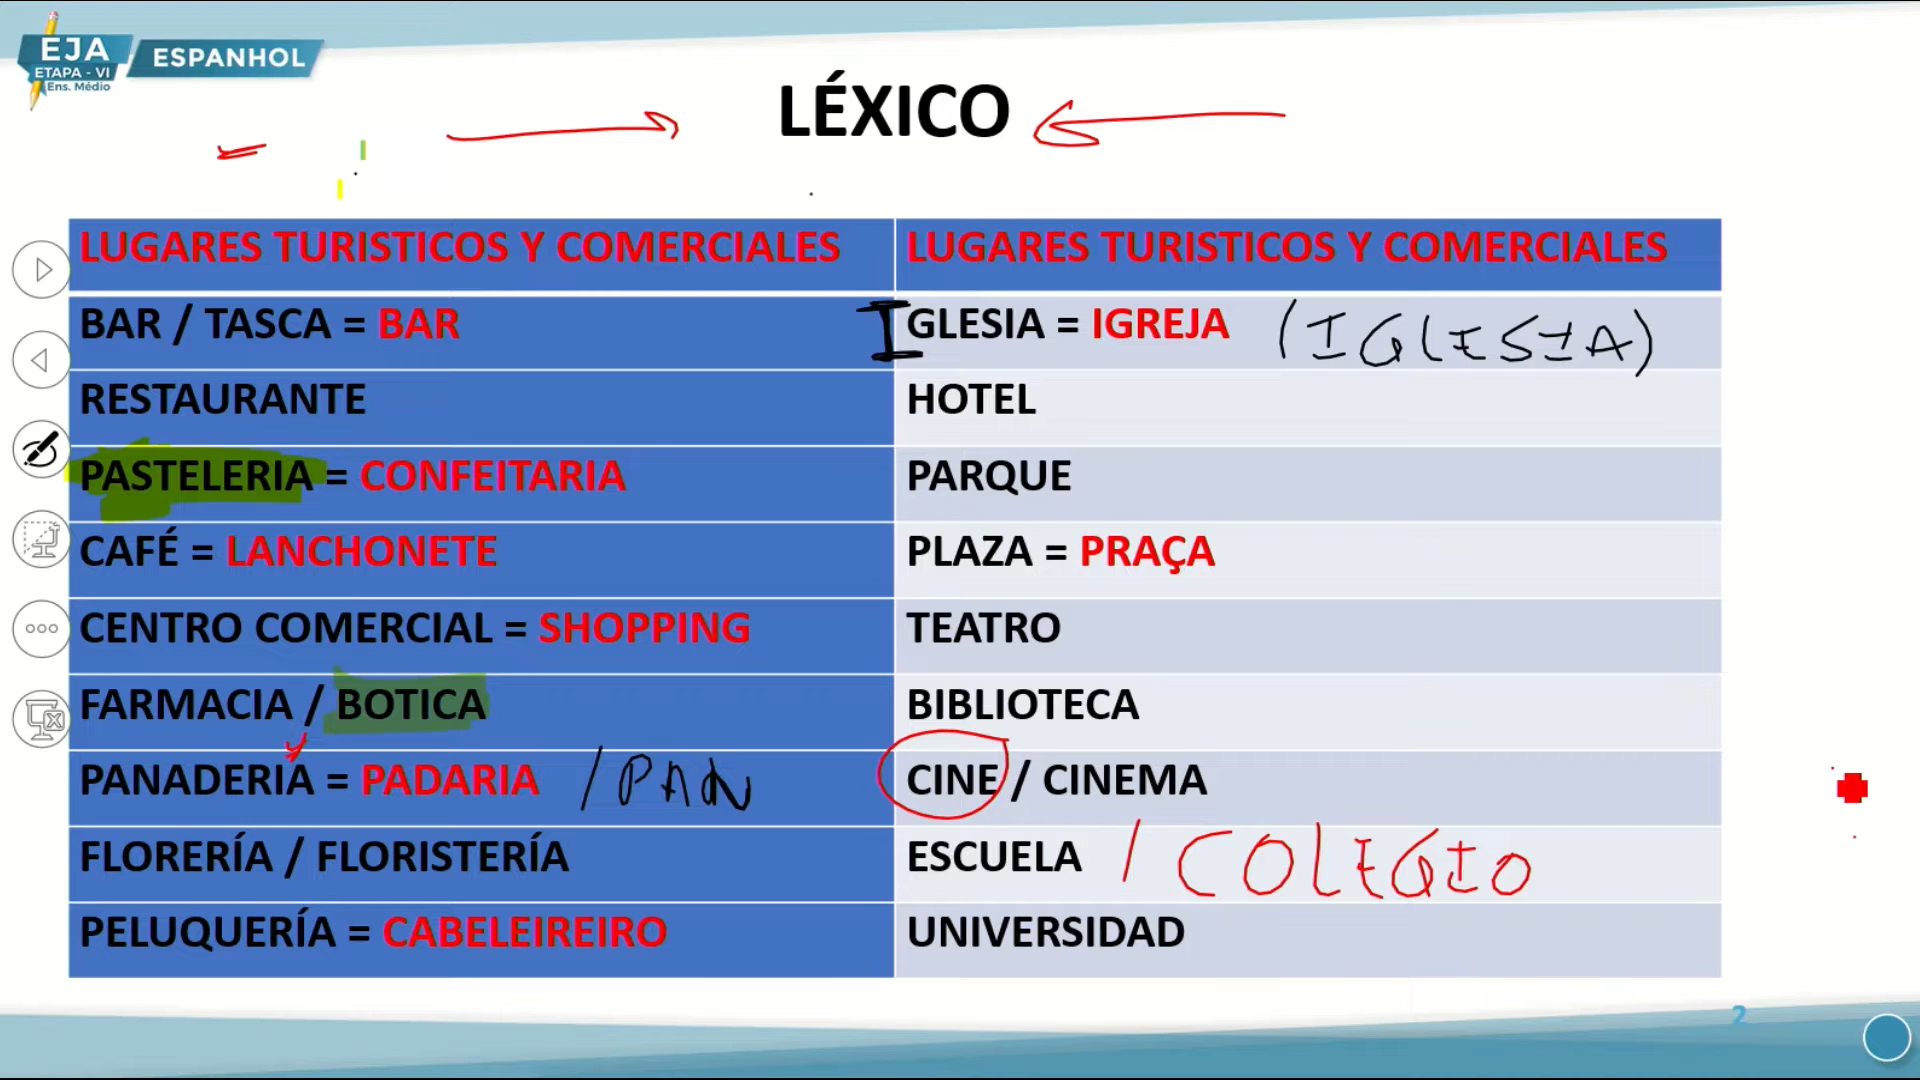 EJA
ETAPA - VI
Ens. Médio
ESPANHOL
LÉXICO
LUGARES TURISTICOS Y COMERCIALES
LUGARES TURISTICOS Y COMERCIALES
BAR / TASCA = BAR
IGLESIA = IGREJA (IGLESIA)
RESTAURANTE
HOTEL
PASTELERIA = CONFEITARIA
PARQUE
CAFÉ = LANCHONETE
PLAZA = PRAÇA
CENTRO COMERCIAL = SHOPPING
TEATRO
FARMACIA / BOTICA
BIBLIOTECA
PANADERIA = PADARIA / PAN
CINE / CINEMA
FLORERÍA / FLORISTERÍA
ESCUELA / COLEGIO
PELUQUERÍA = CABELEIREIRO
UNIVERSIDAD
2